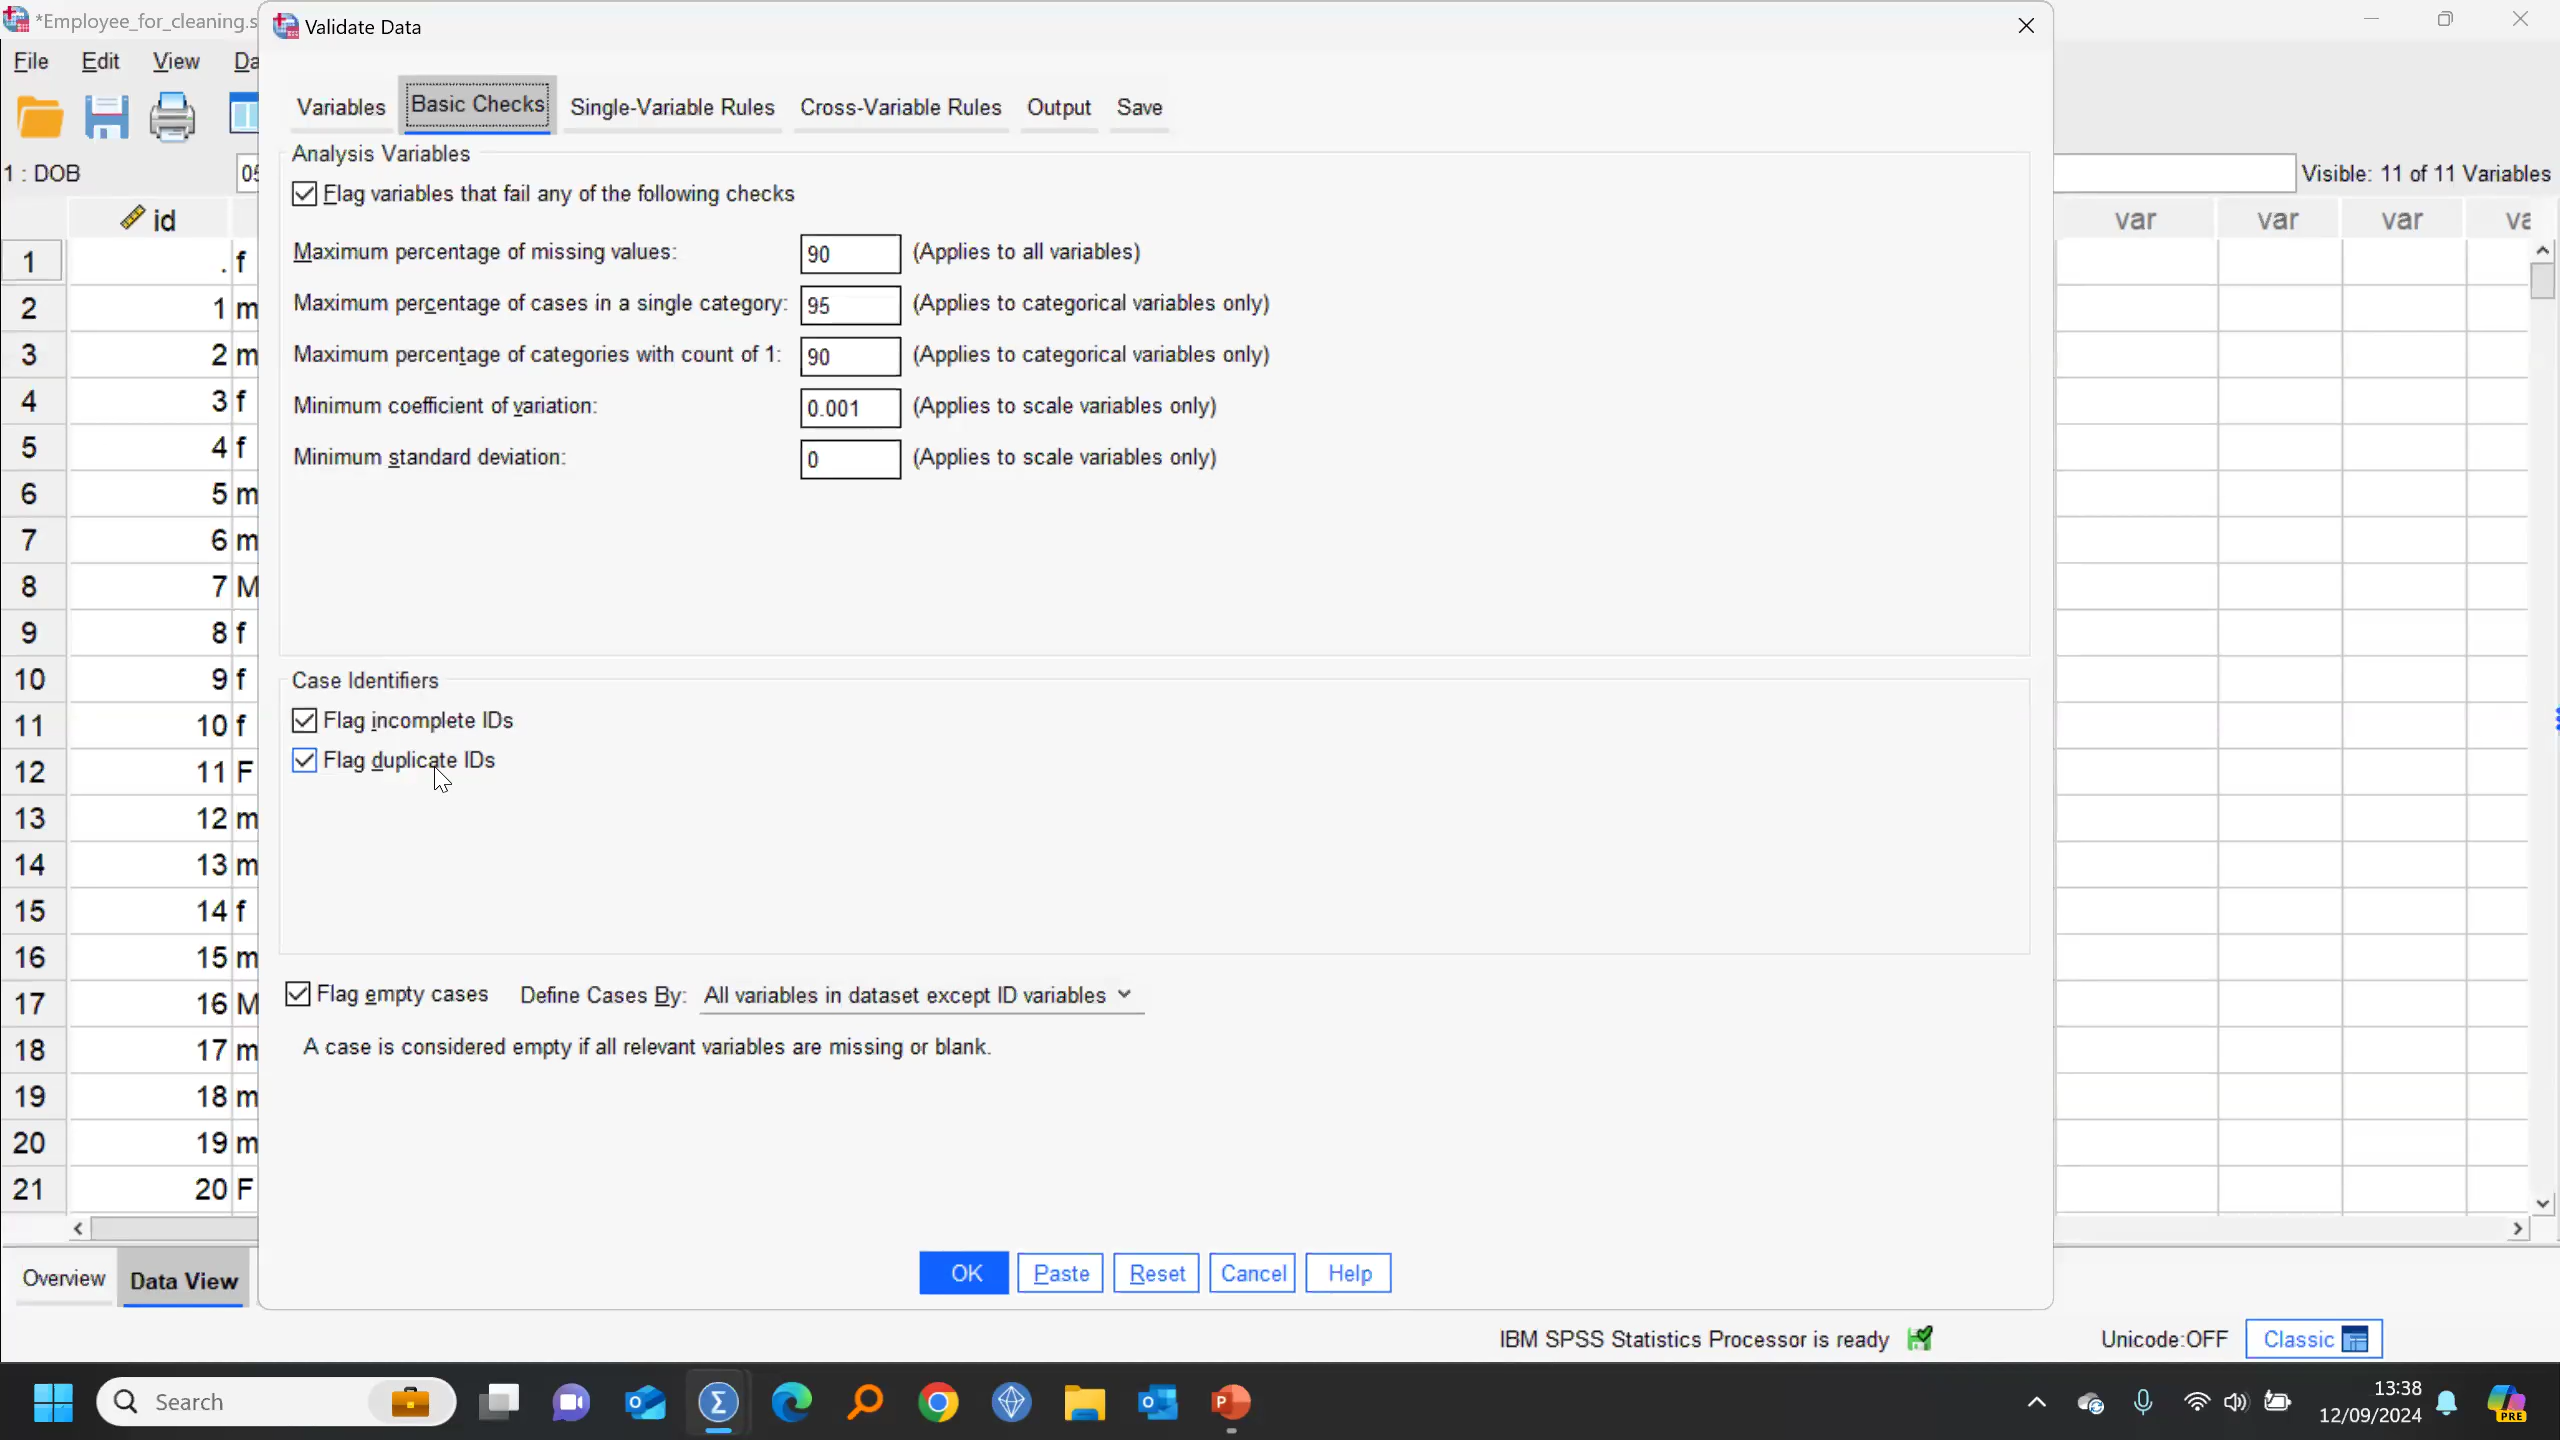 *Employee_for_cleaning.s
Validate Data
File Edit View Da
Variables Basic Checks Single-Variable Rules Cross-Variable Rules Output Save
Analysis Variables
1 : DOB 05
Visible: 11 of 11 Variables
Flag variables that fail any of the following checks
id
var var var va
Maximum percentage of missing values: 90 (Applies to all variables)
Maximum percentage of cases in a single category: 95 (Applies to categorical variables only)
Maximum percentage of categories with count of 1: 90 (Applies to categorical variables only)
Minimum coefficient of variation: 0.001 (Applies to scale variables only)
Minimum standard deviation: 0 (Applies to scale variables only)
1 . f
2 1 m
3 2 m
4 3 f
5 4 f
6 5 m
7 6 m
8 7 M
9 8 f
10 9 f
11 10 f
12 11 F
13 12 m
14 13 m
15 14 f
16 15 m
17 16 M
18 17 m
19 18 m
20 19 m
21 20 F
Case Identifiers
Flag incomplete IDs
Flag duplicate IDs
Flag empty cases Define Cases By: All variables in dataset except ID variables
A case is considered empty if all relevant variables are missing or blank.
OK Paste Reset Cancel Help
Overview Data View
IBM SPSS Statistics Processor is ready Unicode:OFF Classic
Search
13:38
12/09/2024
PRE